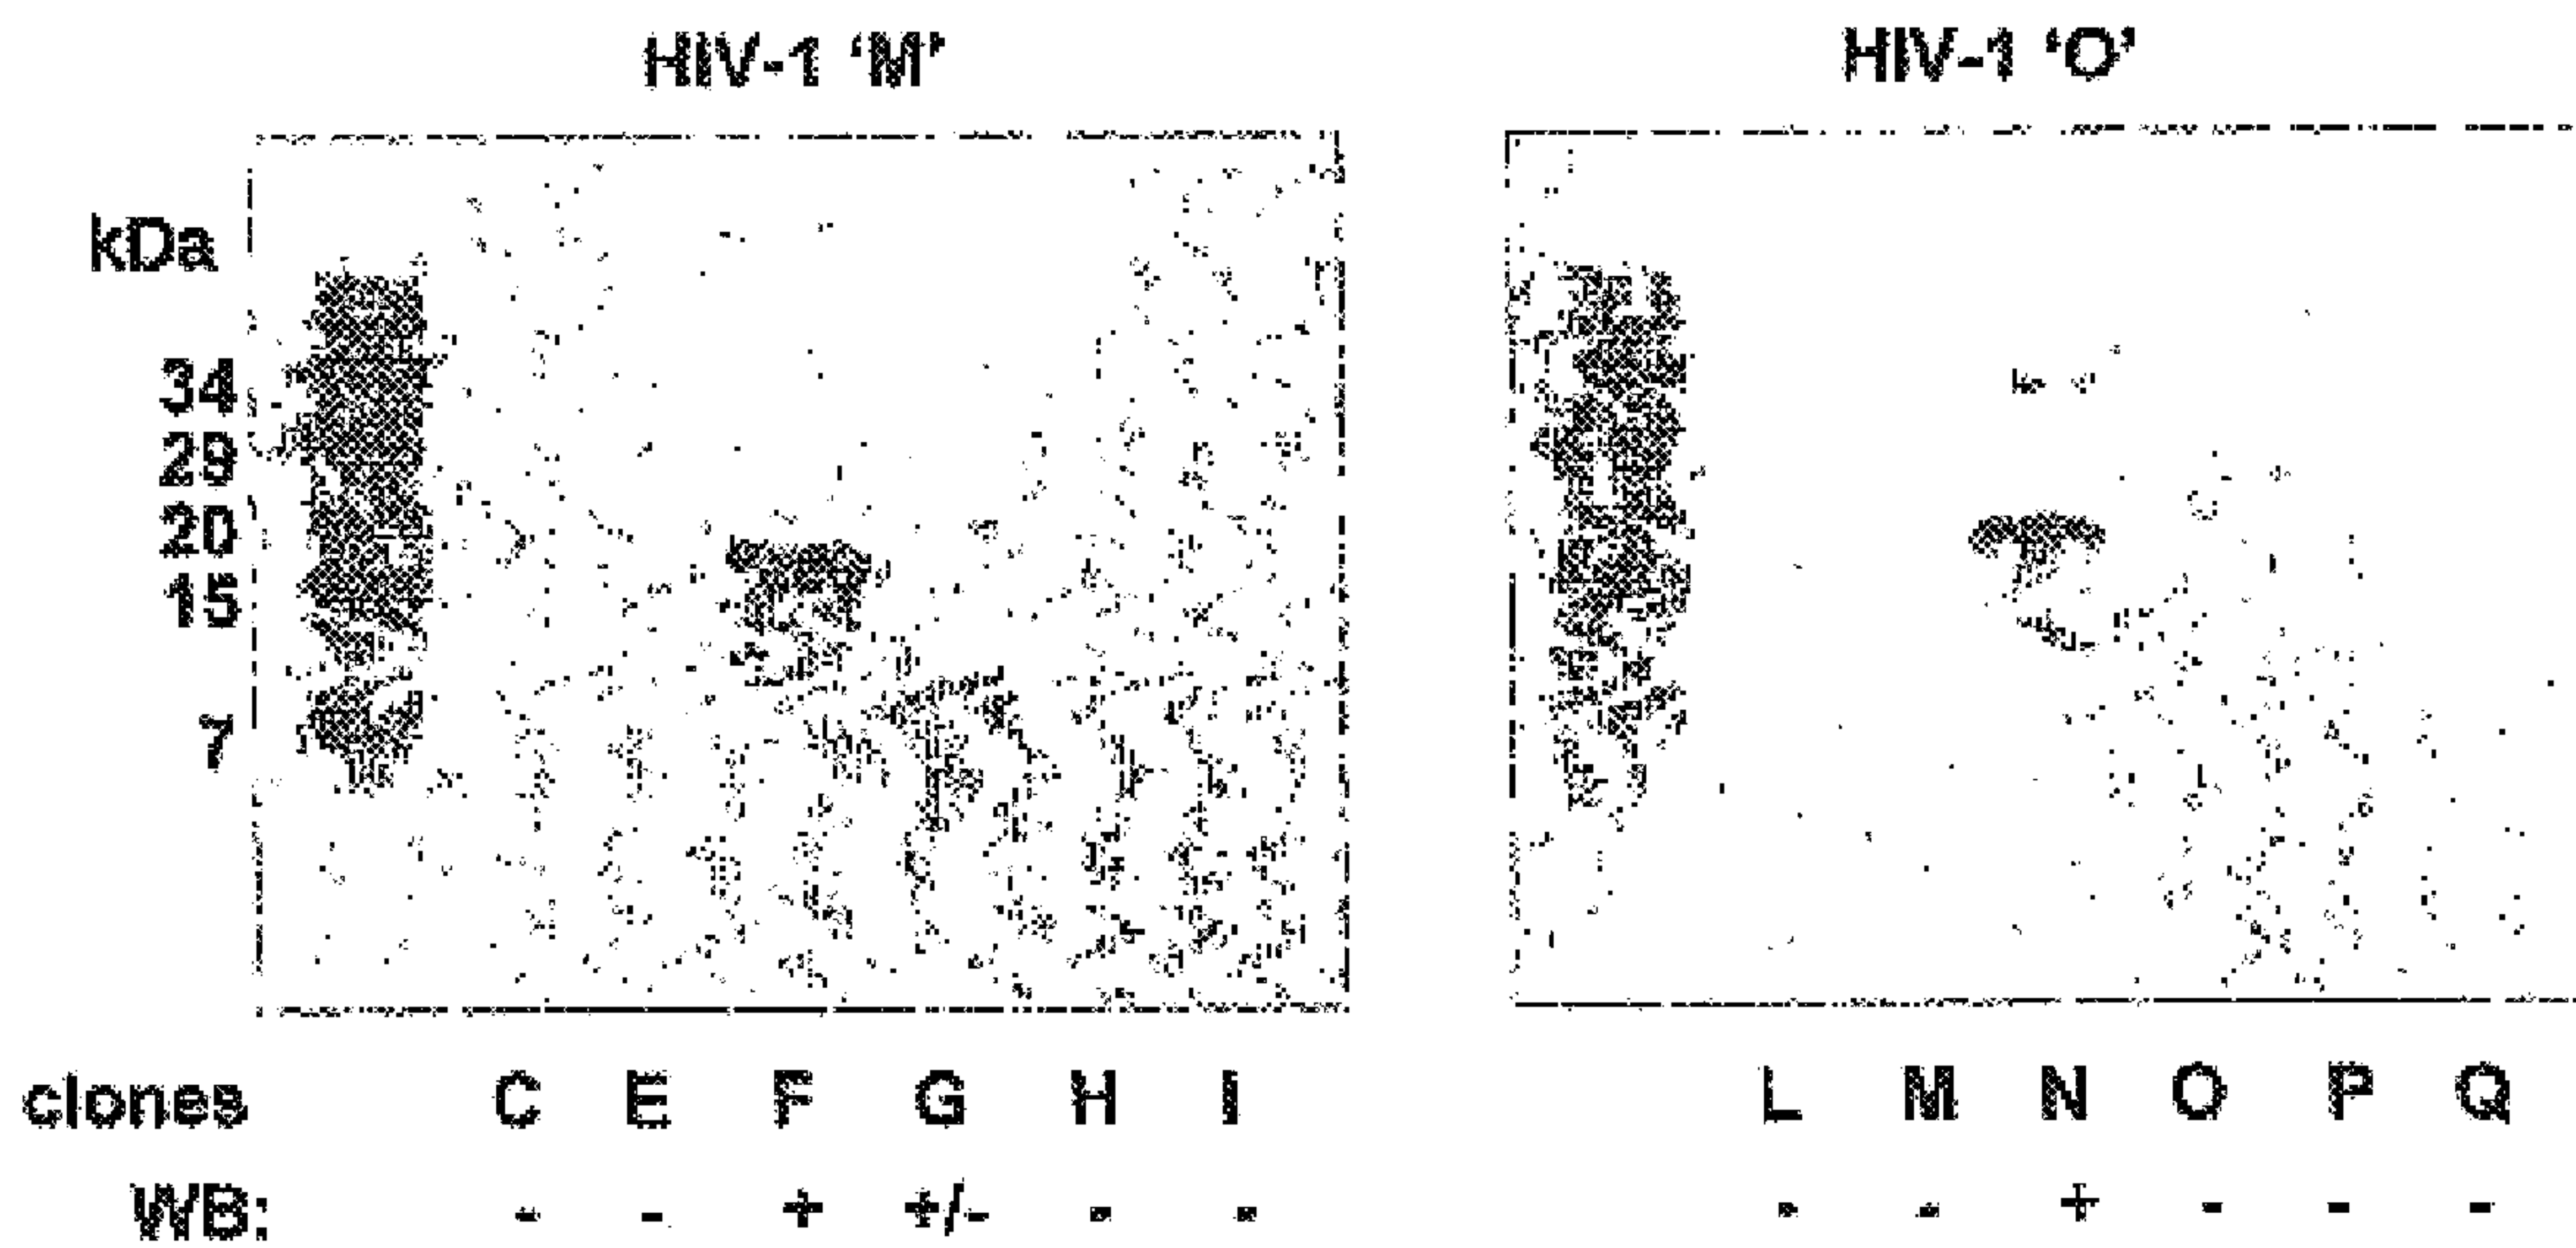 HIV-1 ‘M’ HIV-1 ‘O’
kDa
34
29
20
15
7
clones C E F G H I L M N O P Q
WB: - - + +/- - - - - + - - -